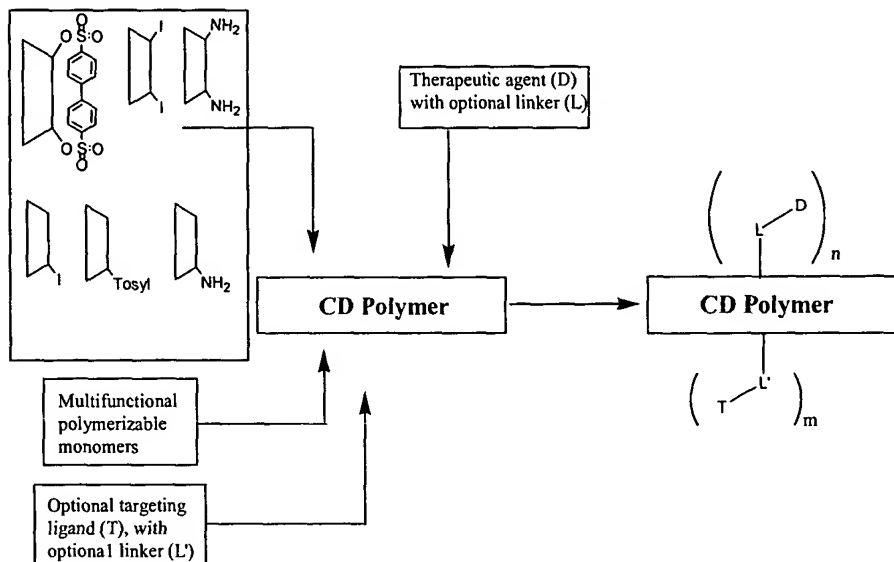 O
S:O
O
I
NH2
I
NH2
O
S:O
O
I
Tosyl
NH2
Therapeutic agent (D)
with optional linker (L)
CD Polymer
L
D
n
CD Polymer
L'
T
m
Multifunctional
polymerizable
monomers
Optional targeting
ligand (T), with
optional linker (L')